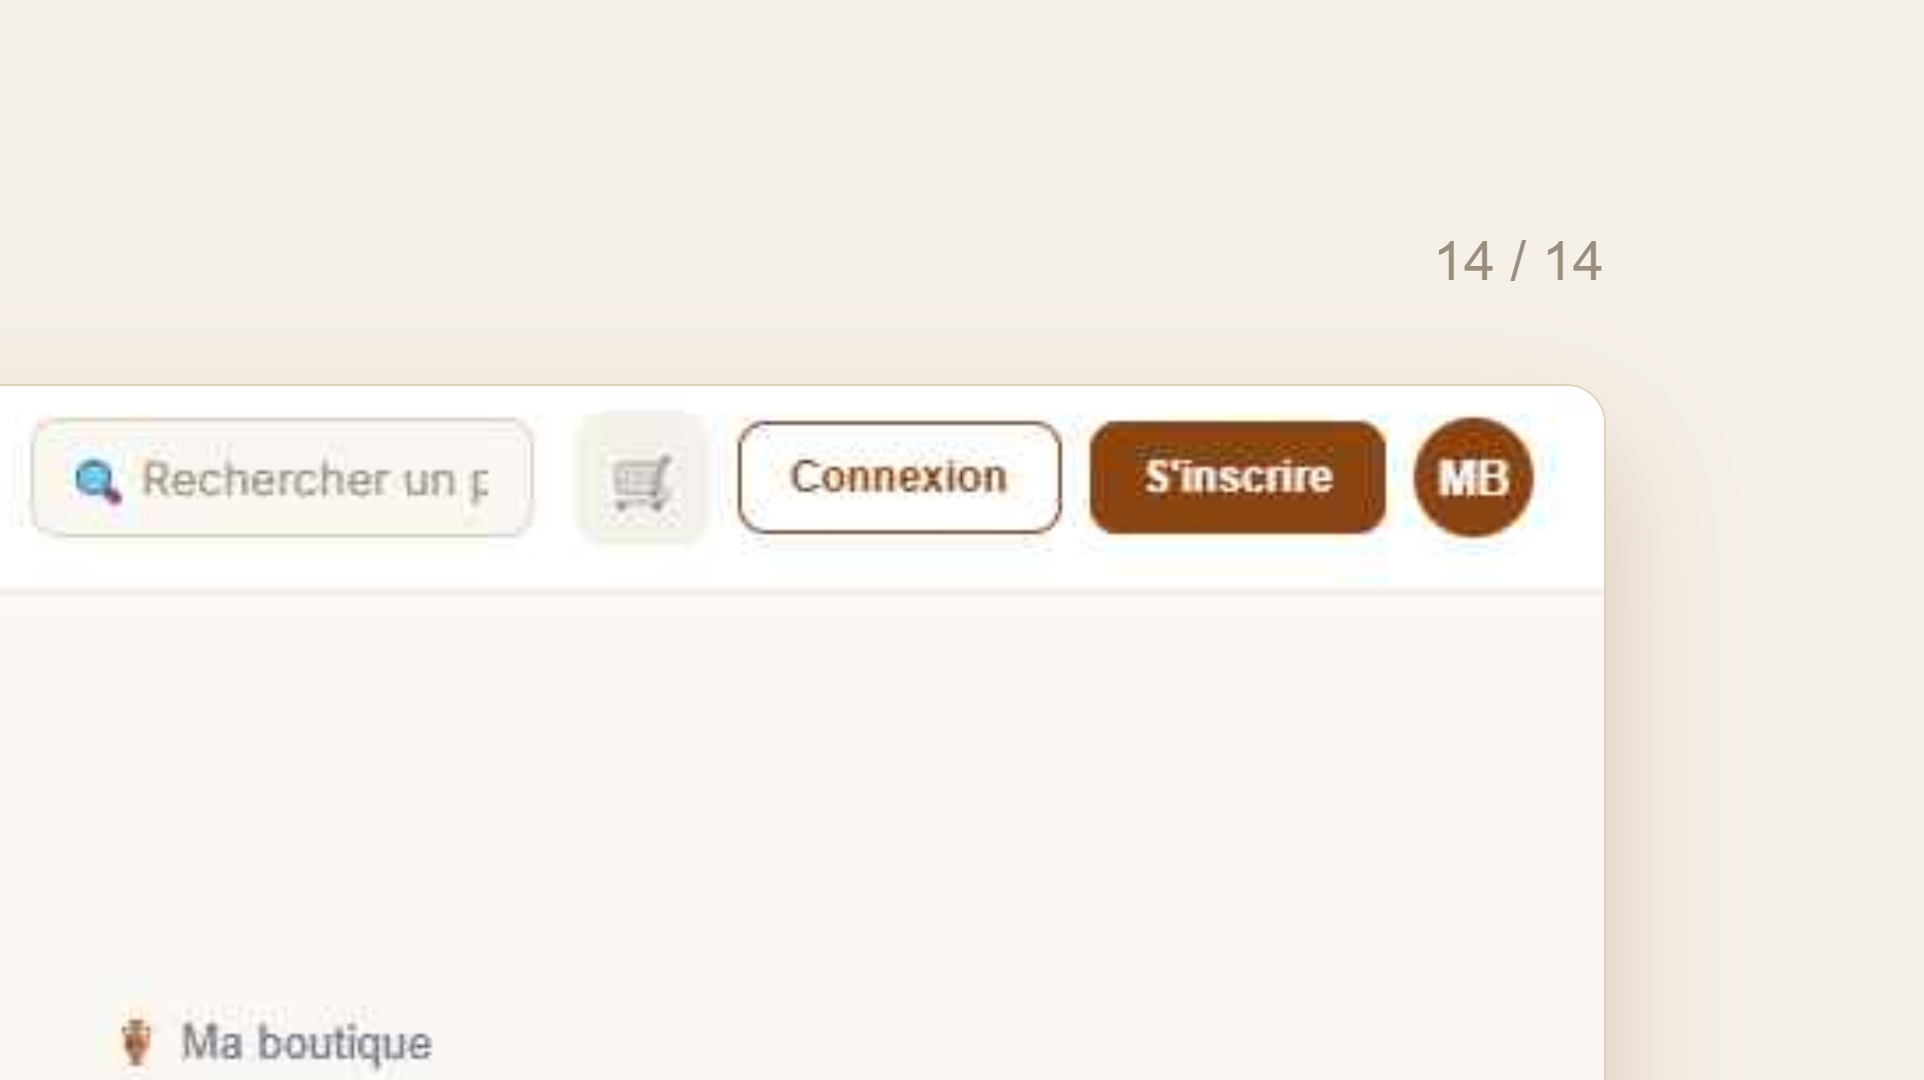 14 / 14
Rechercher un p
Connexion
S'inscrire
MB
Ma boutique